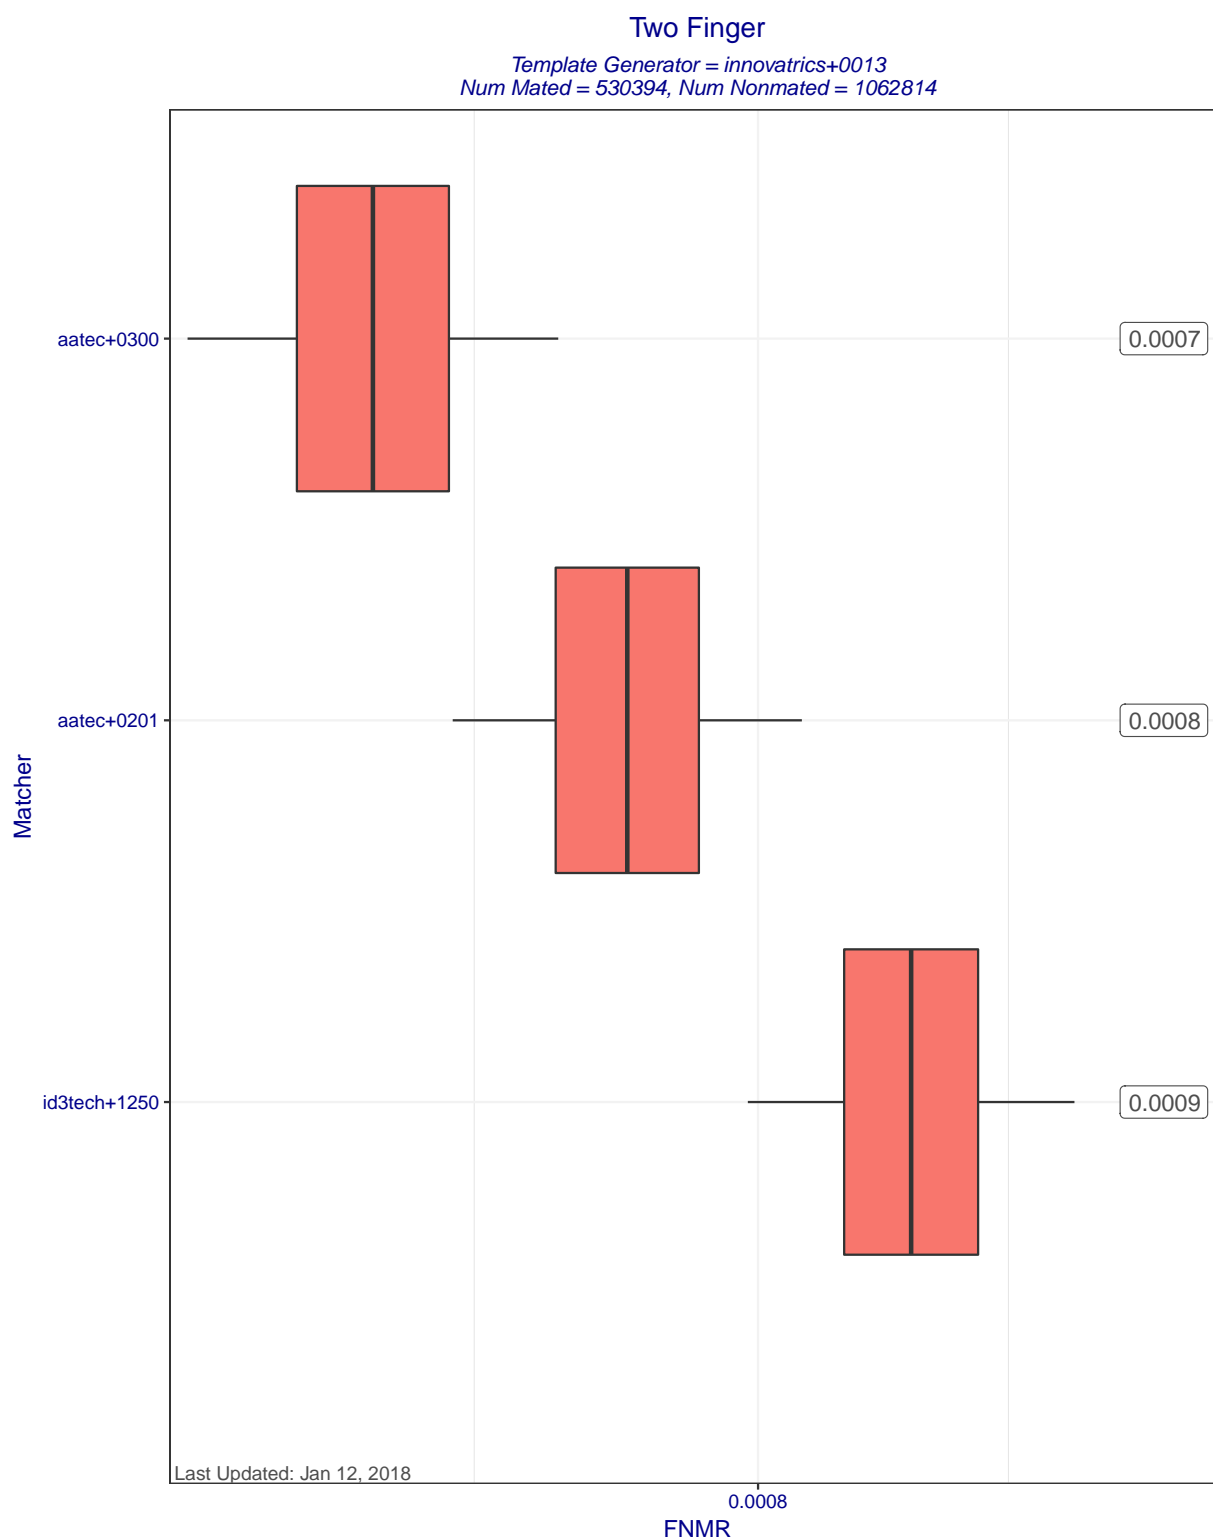 Two Finger
Template Generator = innovatrics+0013
Num Mated = 530394, Num Nonmated = 1062814
aatec+0300
0.0007
aatec+0201
0.0008
Matcher
id3tech+1250
0.0009
Last Updated: Jan 12, 2018
0.0008
FNMR